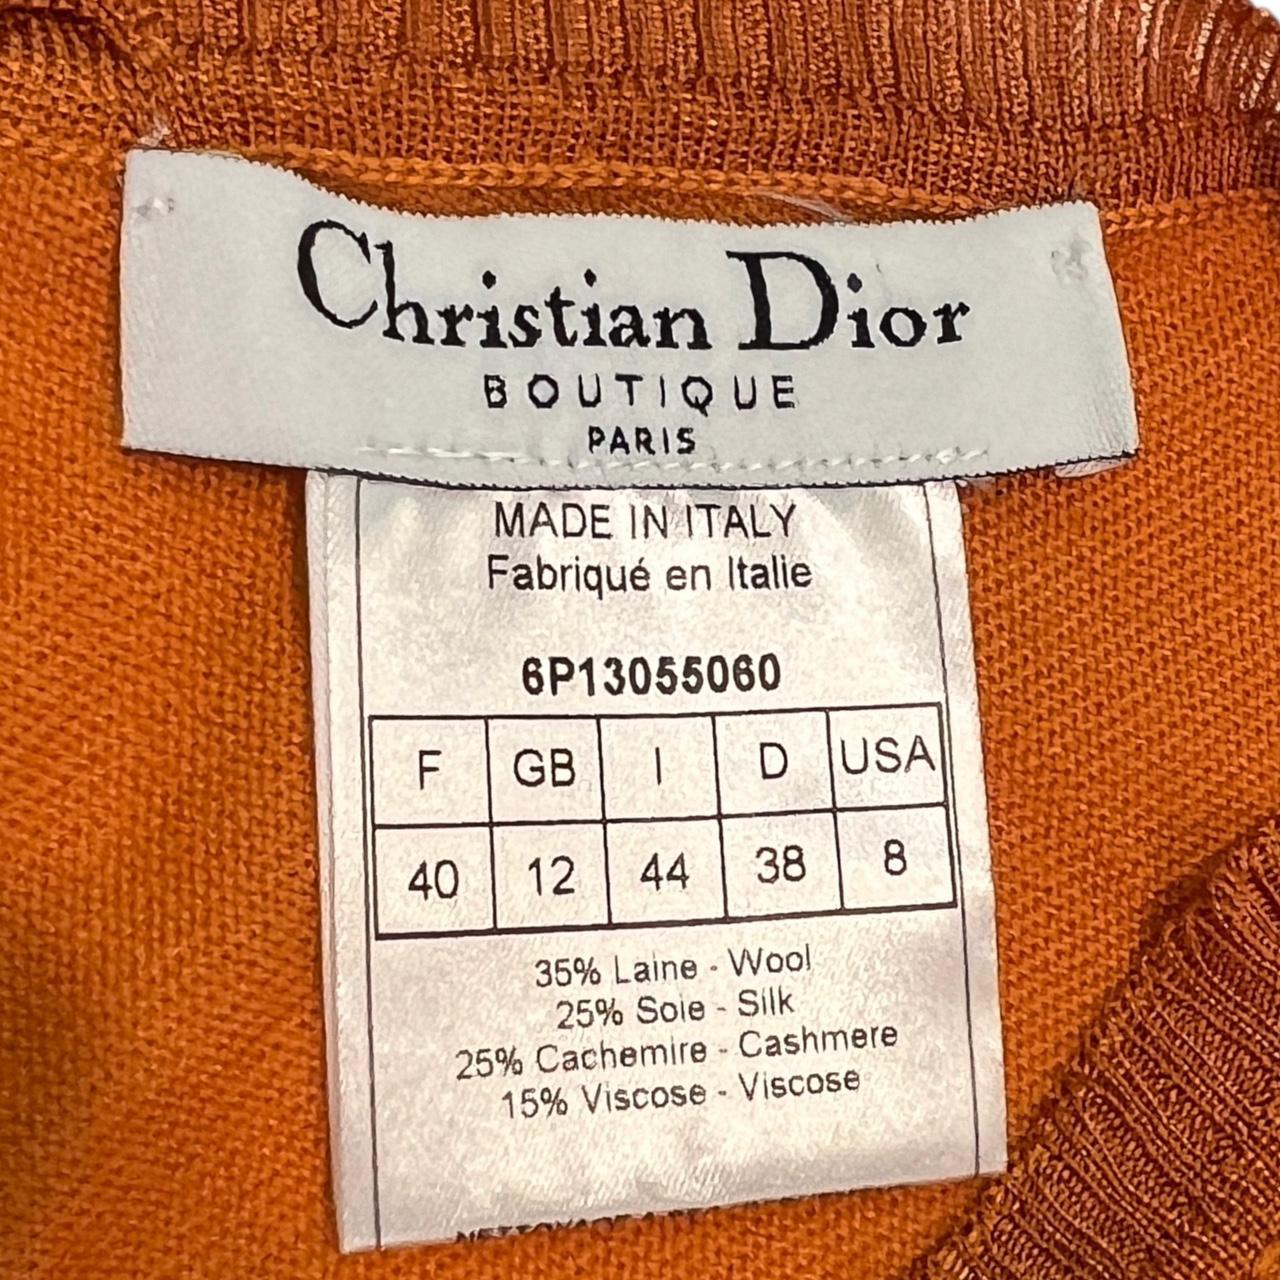 Christian Dior
BOUTIQUE
PARIS
MADE IN ITALY
Fabriqué en Italie
6P13055060
F GB I D USA
40 12 44 38 8
35% Laine - Wool
25% Soie - Silk
25% Cachemire - Cashmere
15% Viscose - Viscose